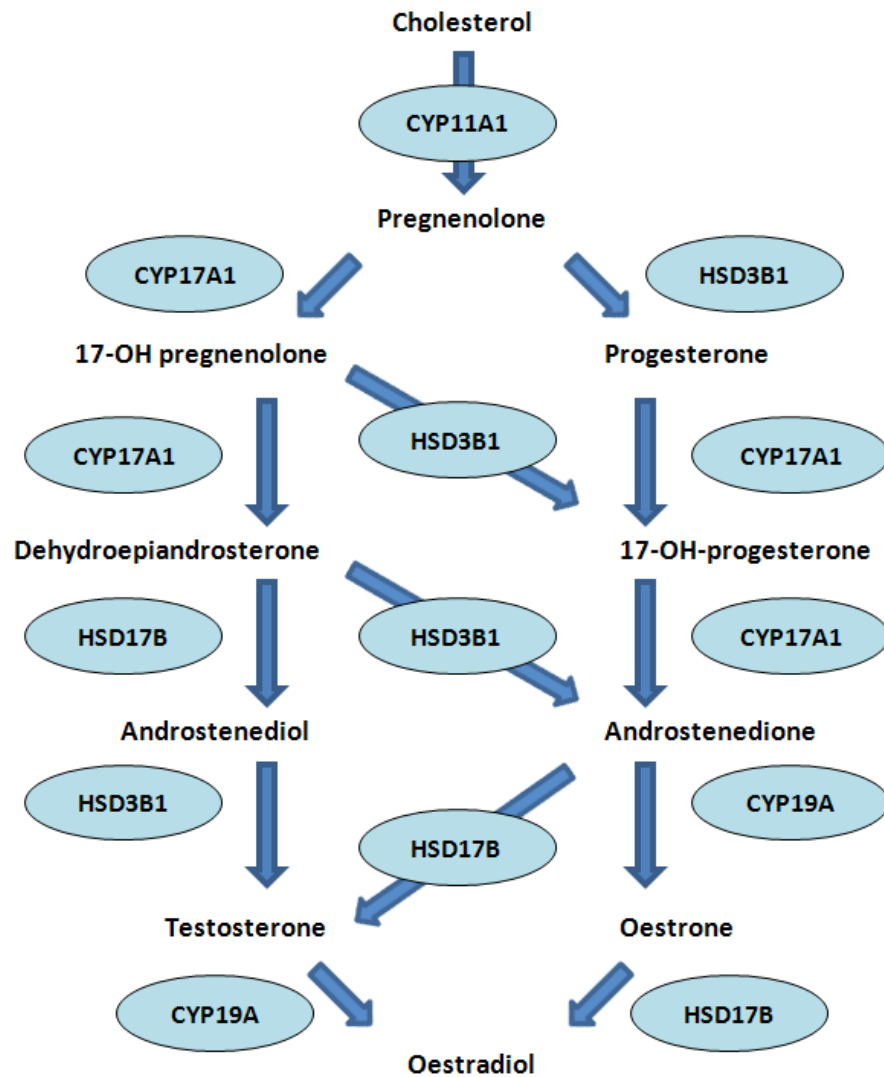 Cholesterol
CYP11A1
Pregnenolone
CYP17A1
HSD3B1
17-OH pregnenolone
Progesterone
CYP17A1
HSD3B1
CYP17A1
Dehydroepiandrosterone
17-OH-progesterone
HSD17B
HSD3B1
CYP17A1
Androstenediol
Androstenedione
HSD3B1
HSD17B
CYP19A
Testosterone
Oestrone
CYP19A
HSD17B
Oestradiol